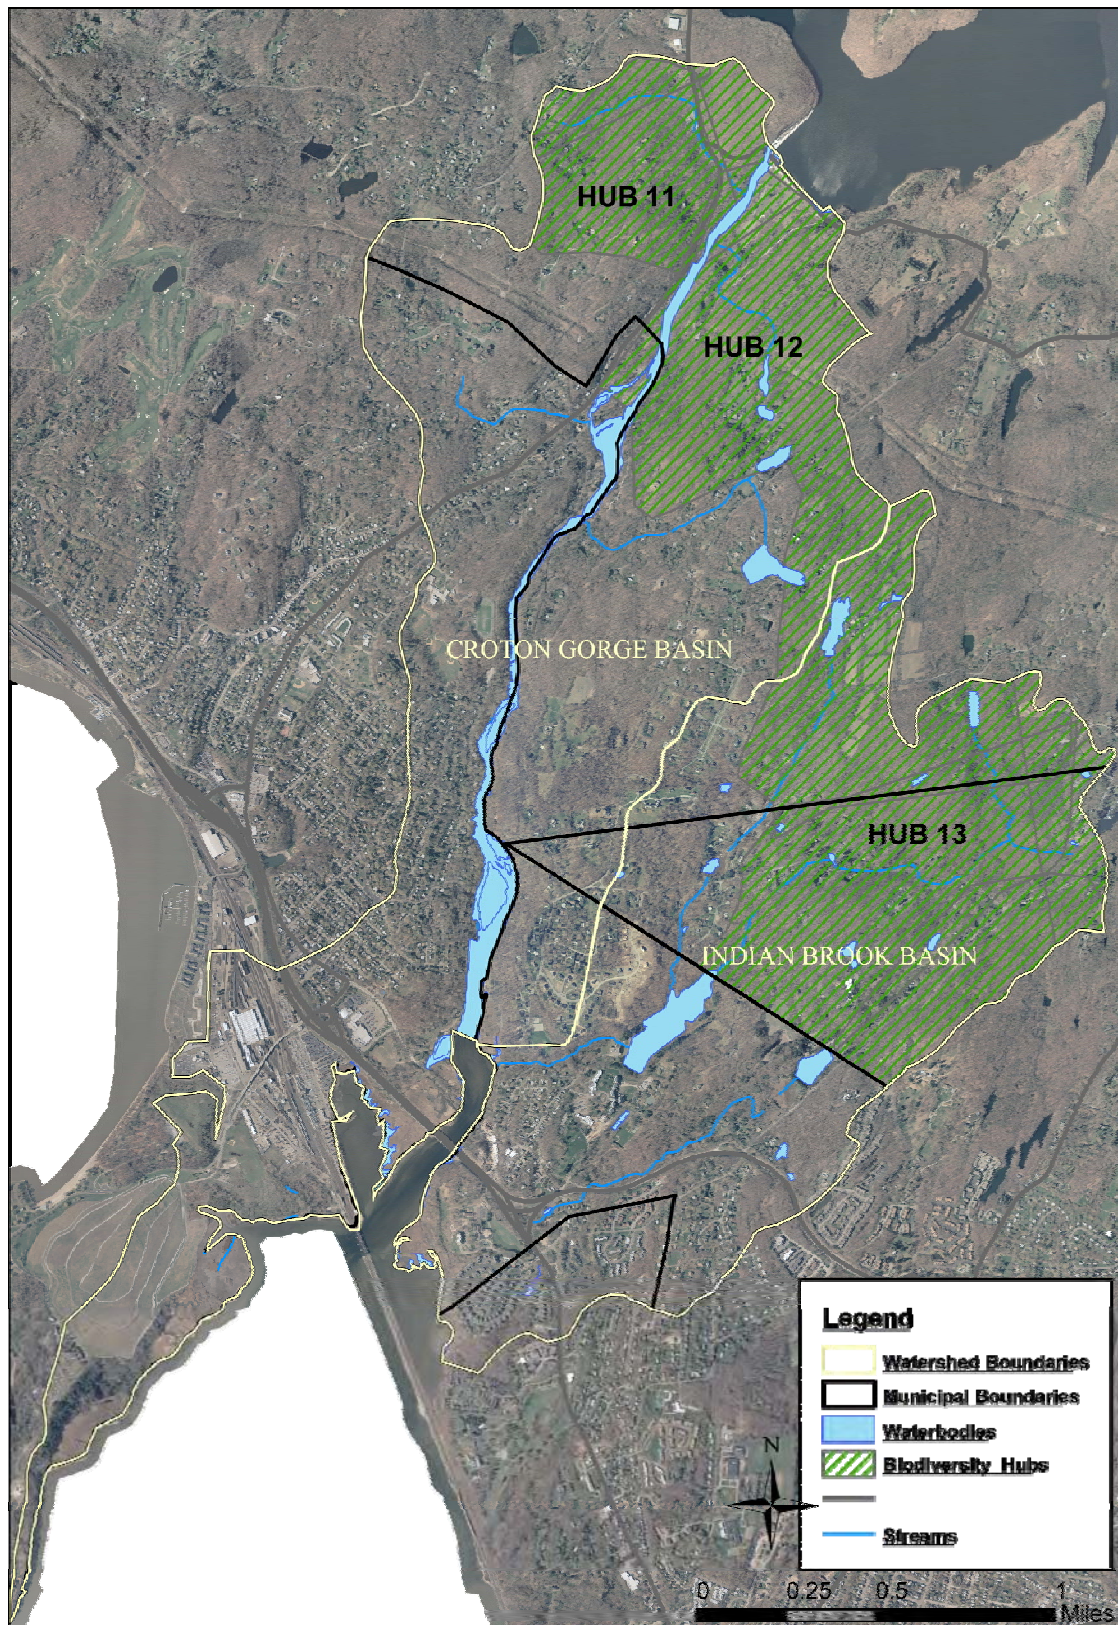 HUB 11
HUB 12
CROTON GORGE BASIN
HUB 13
INDIAN BROOK BASIN
Legend
Watershed Boundaries
Municipal Boundaries
Waterbodies
Biodiversity Hubs
Streams
N
0 0.25 0.5 1
Miles